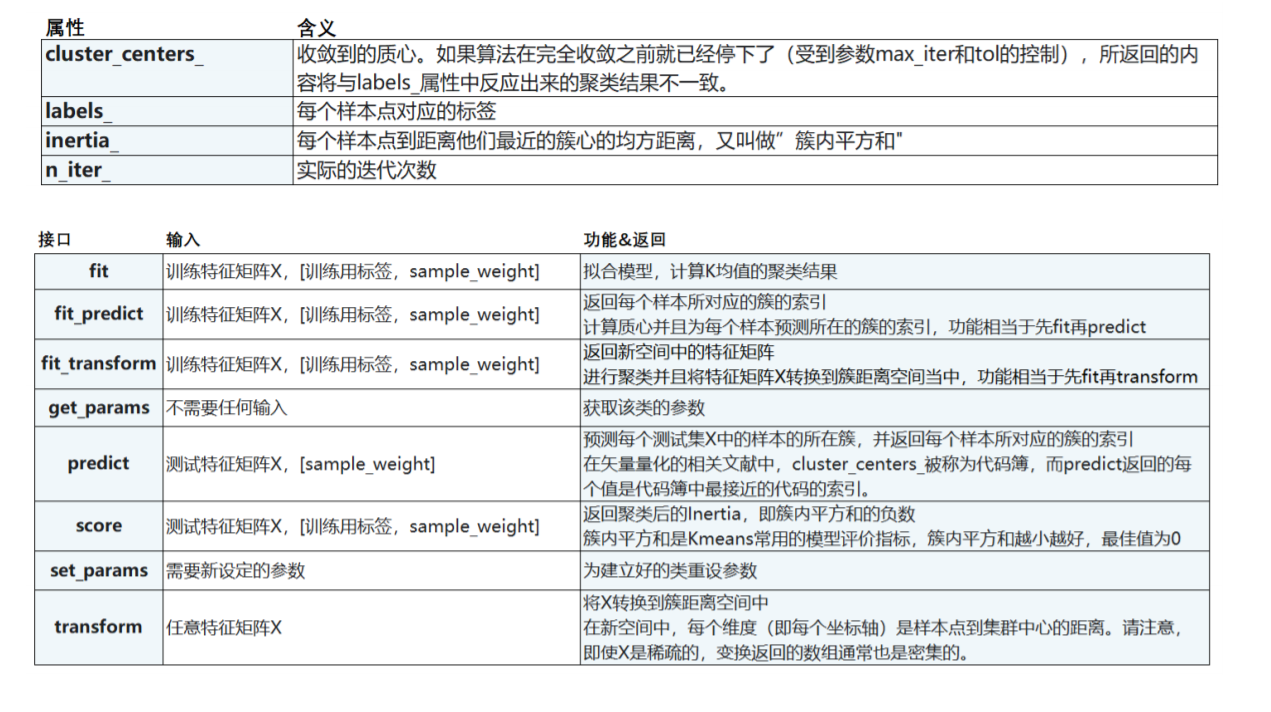 属性 含义
cluster_centers_ 收敛到的质心。如果算法在完全收敛之前就已经停下了（受到参数max_iter和tol的控制），所返回的内
容将与labels_属性中反应出来的聚类结果不一致。
labels_ 每个样本点对应的标签
inertia_ 每个样本点到距离他们最近的簇心的均方距离，又叫做”簇内平方和"
n_iter_ 实际的迭代次数
接口 输入 功能&返回
fit 训练特征矩阵X，[训练用标签，sample_weight] 拟合模型，计算K均值的聚类结果
fit_predict 训练特征矩阵X，[训练用标签，sample_weight] 返回每个样本所对应的簇的索引
计算质心并且为每个样本预测所在的簇的索引，功能相当于先fit再predict
fit_transform 训练特征矩阵X，[训练用标签，sample_weight] 返回新空间中的特征矩阵
进行聚类并且将特征矩阵X转换到簇距离空间当中，功能相当于先fit再transform
get_params 不需要任何输入 获取该类的参数
predict 测试特征矩阵X，[sample_weight] 预测每个测试集X中的样本的所在簇，并返回每个样本所对应的簇的索引
在矢量量化的相关文献中，cluster_centers_被称为代码簿，而predict返回的每
个值是代码簿中最接近的代码的索引。
score 测试特征矩阵X，[训练用标签，sample_weight] 返回聚类后的Inertia，即簇内平方和的负数
簇内平方和是Kmeans常用的模型评价指标，簇内平方和越小越好，最佳值为0
set_params 需要新设定的参数 为建立好的类重设参数
transform 任意特征矩阵X 将X转换到簇距离空间中
在新空间中，每个维度（即每个坐标轴）是样本点到集群中心的距离。请注意，
即使X是稀疏的，变换返回的数组通常也是密集的。